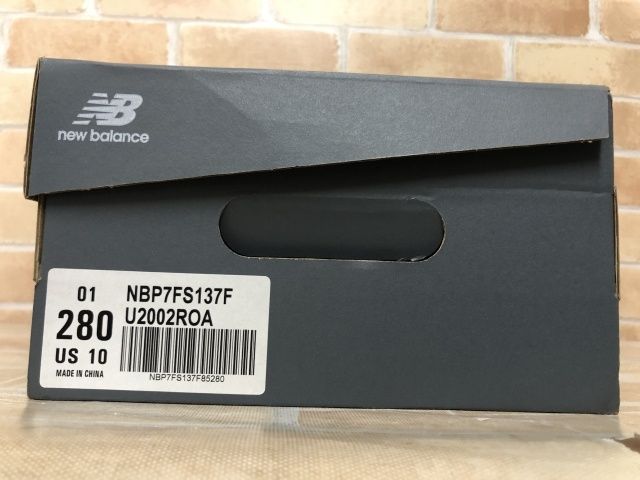 NB
new balance
01
280
US 10
MADE IN CHINA
NBP7FS137F
U2002ROA
NBP7FS137F85280